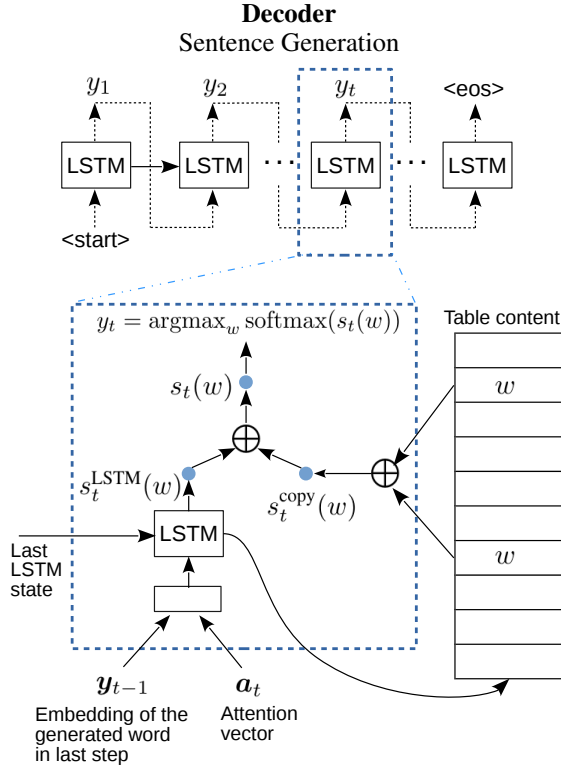 Decoder
Sentence Generation
y₁ y₂ yₜ <eos>
LSTM LSTM ··· LSTM ··· LSTM
<start>
yₜ = argmax_w softmax(sₜ(w))
Table content
sₜ(w)
w
sₜ^LSTM(w)
sₜ^copy(w)
LSTM
w
Last
LSTM
state
yₜ₋₁
Embedding of the
generated word
in last step
aₜ
Attention
vector